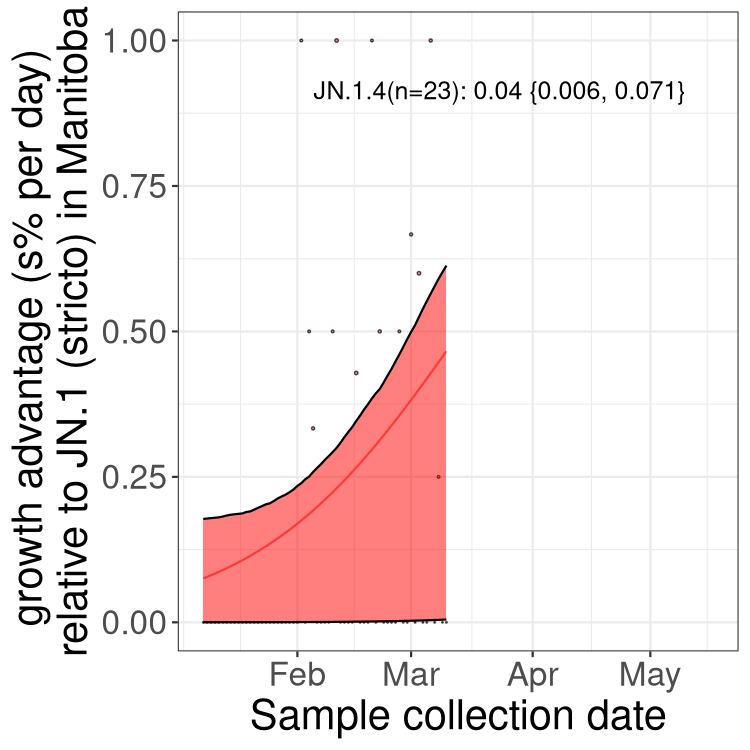 growth advantage (s% per day)
relative to JN.1 (stricto) in Manitoba
1.00
0.75
0.50
0.25
0.00
JN.1.4(n=23): 0.04 {0.006, 0.071}
Feb Mar Apr May
Sample collection date